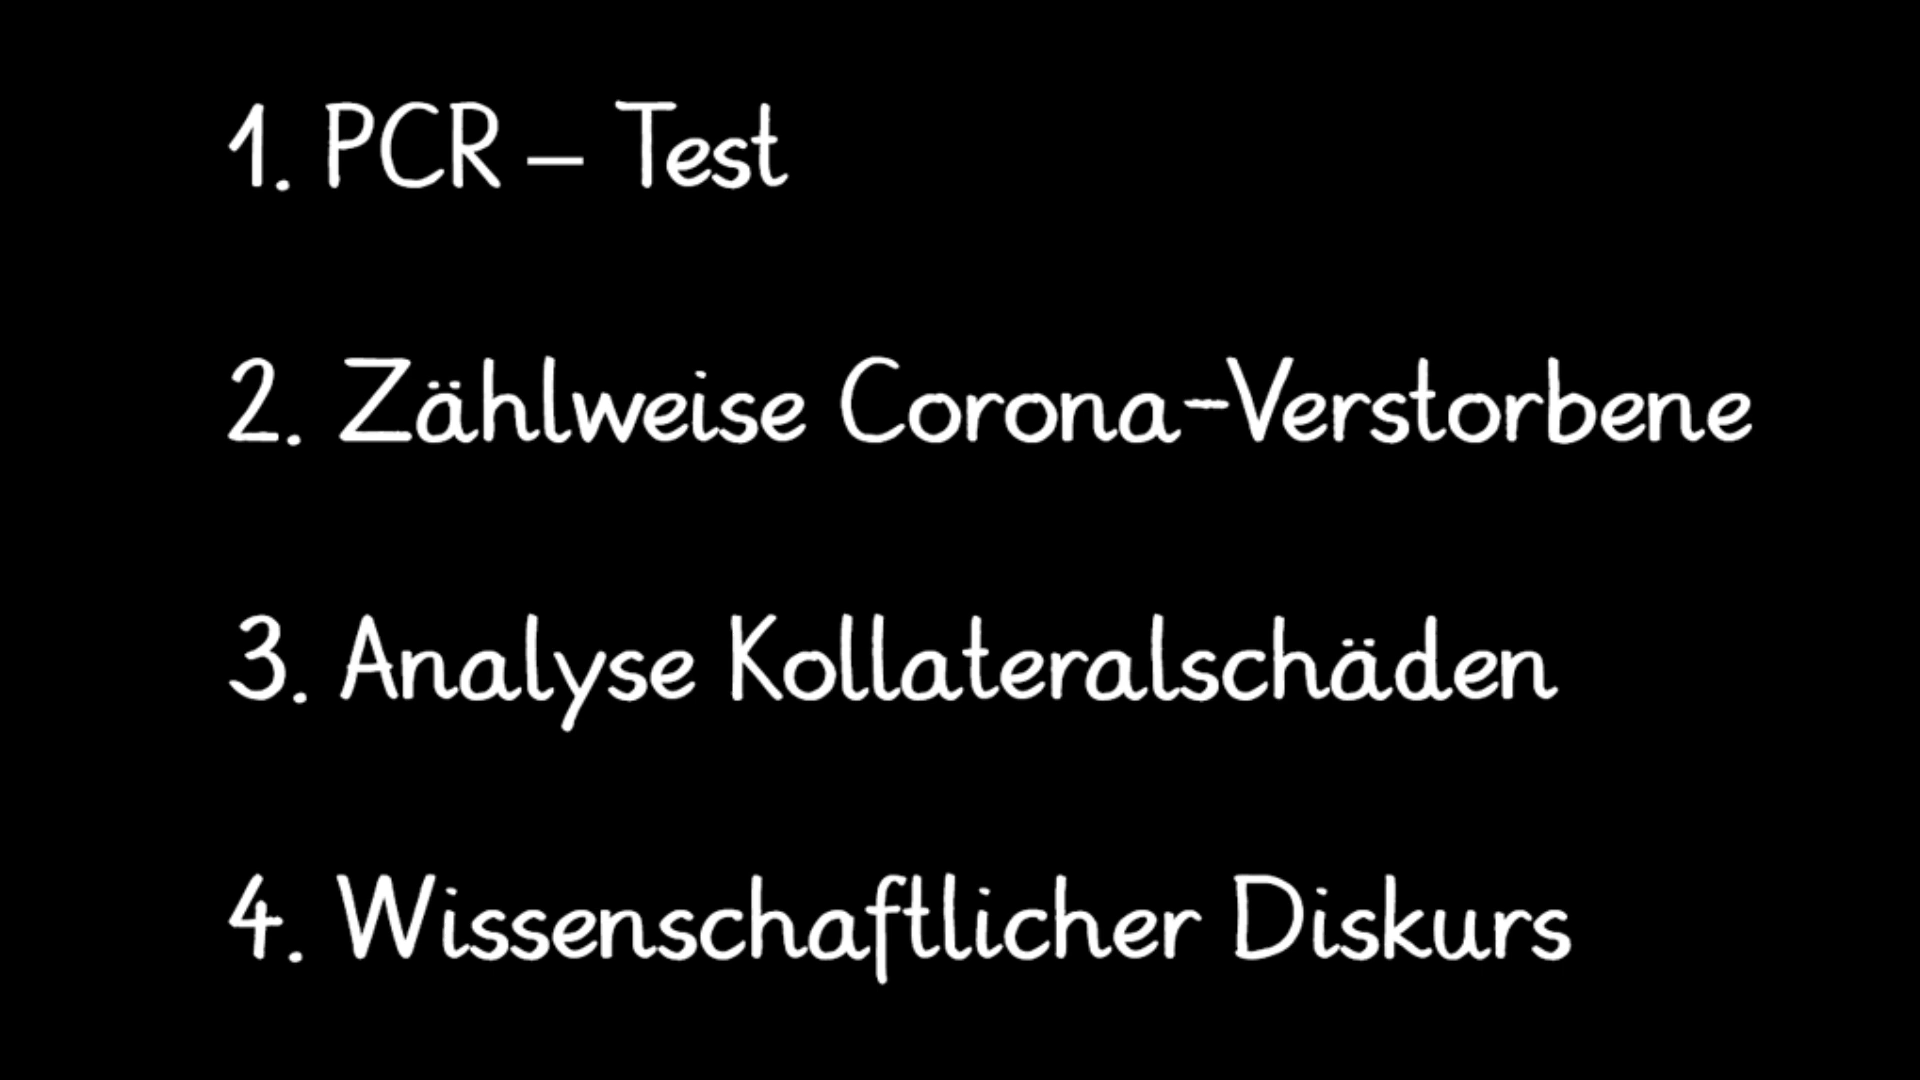 1. PCR – Test
2. Zählweise Corona-Verstorbene
3. Analyse Kollateralschäden
4. Wissenschaftlicher Diskurs